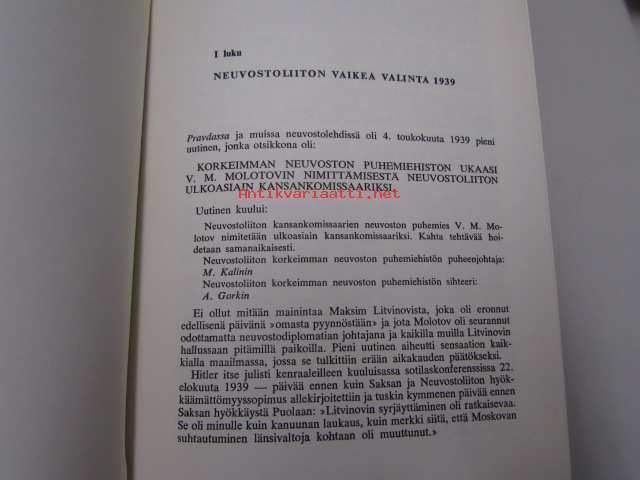 I luku
NEUVOSTOLIITON VAIKEA VALINTA 1939
Pravdassa ja muissa neuvostolehdissä oli 4. toukokuuta 1939 pieni
uutinen, jonka otsikkona oli:
KORKEIMMAN NEUVOSTON PUHEMIEHISTÖN UKAASI
V. M. MOLOTOVIN NIMITTÄMISESTÄ NEUVOSTOLIITON
ULKOASIAIN KANSANKOMISSAARIKSI.
Antikvariaatti.net
Uutinen kuului:
Neuvostoliiton kansankomissaarien neuvoston puhemies V. M. Mo-
lotov nimitetään ulkoasiain kansankomissaariksi. Kahta tehtävää hoi-
detaan samanaikaisesti.
Neuvostoliiton korkeimman neuvoston puhemiehistön puheenjohtaja:
M. Kalinin
Neuvostoliiton korkeimman neuvoston puhemiehistön sihteeri:
A. Gorkin
Ei ollut mitään mainintaa Maksim Litvinovista, joka oli eronnut
edellisenä päivänä »omasta pyynnöstään» ja jota Molotov oli seurannut
odottamatta neuvostodiplomatian johtajana ja kaikilla muilla Litvinovin
hallussaan pitämillä paikoilla. Pieni uutinen aiheutti sensaation kaik-
kialla maailmassa, jossa se tulkittiin erään aikakauden päätökseksi.
Hitler itse julisti kenraaleilleen kuuluisassa sotilaskonferenssissa 22.
elokuuta 1939 — päivää ennen kuin Saksan ja Neuvostoliiton hyök-
käämättömyyssopimus allekirjoitettiin ja tuskin kymmenen päivää ennen
Saksan hyökkäystä Puolaan: »Litvinovin syrjäyttäminen oli ratkaisevaa.
Se oli minulle kuin kanuunan laukaus, kuin merkki siitä, että Moskovan
suhtautuminen länsivaltoja kohtaan oli muuttunut.»